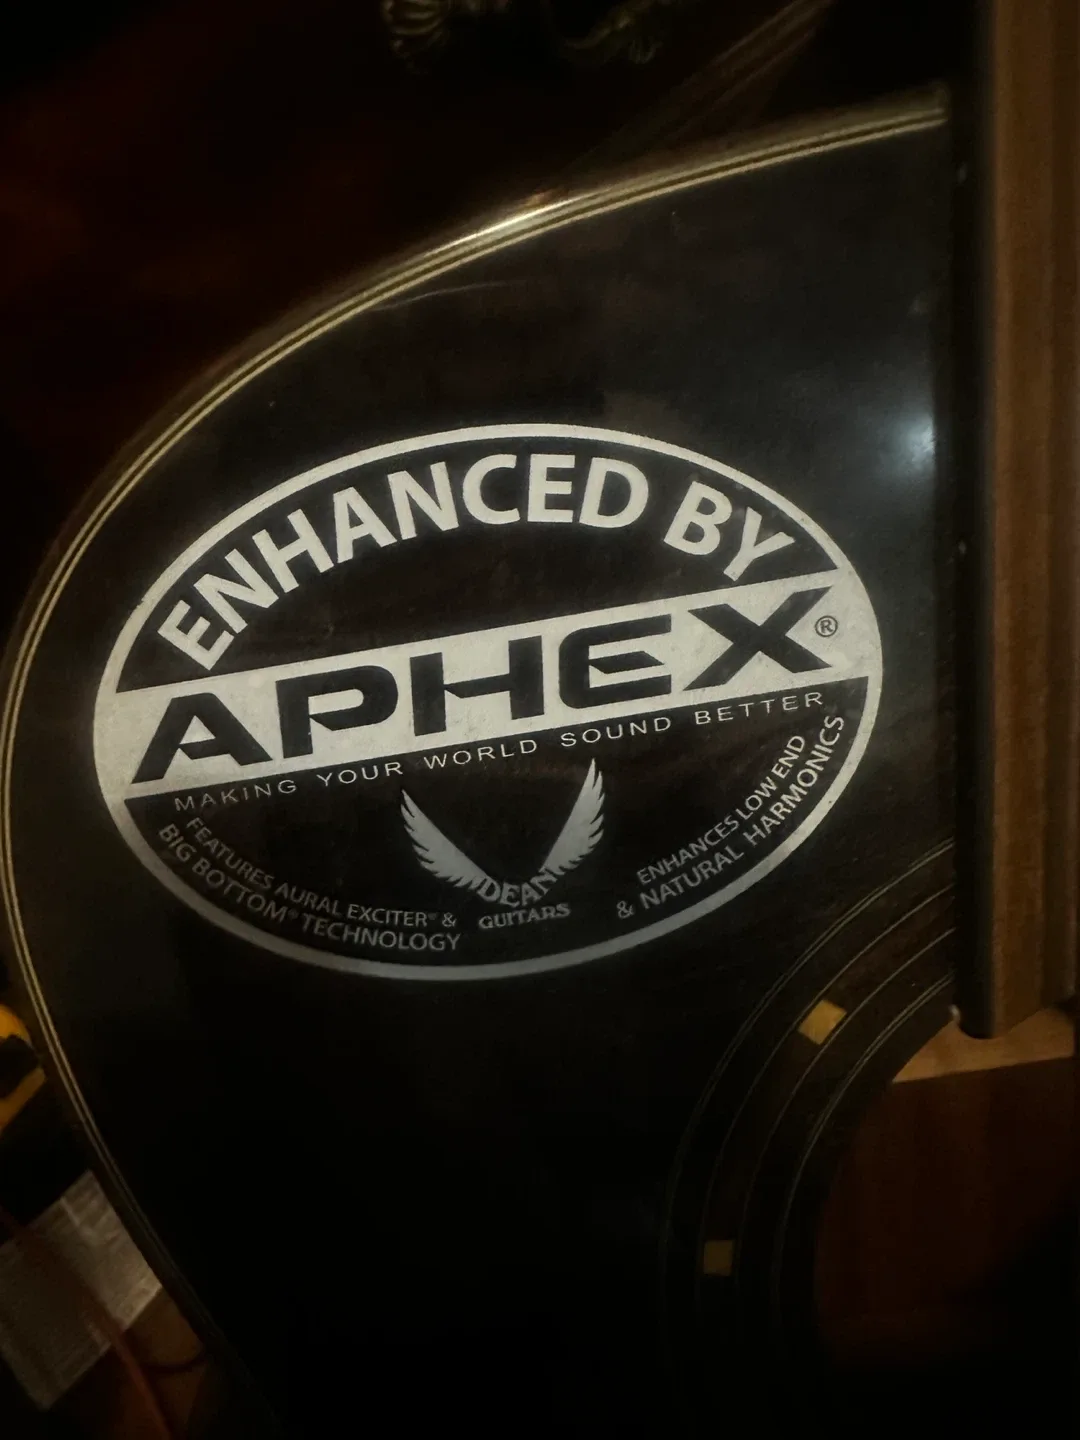 ENHANCED BY
APHEX®
MAKING YOUR WORLD SOUND BETTER
FEATURES AURAL EXCITER® &
BIG BOTTOM® TECHNOLOGY
DEAN
GUITARS
ENHANCES LOW END
& NATURAL HARMONICS